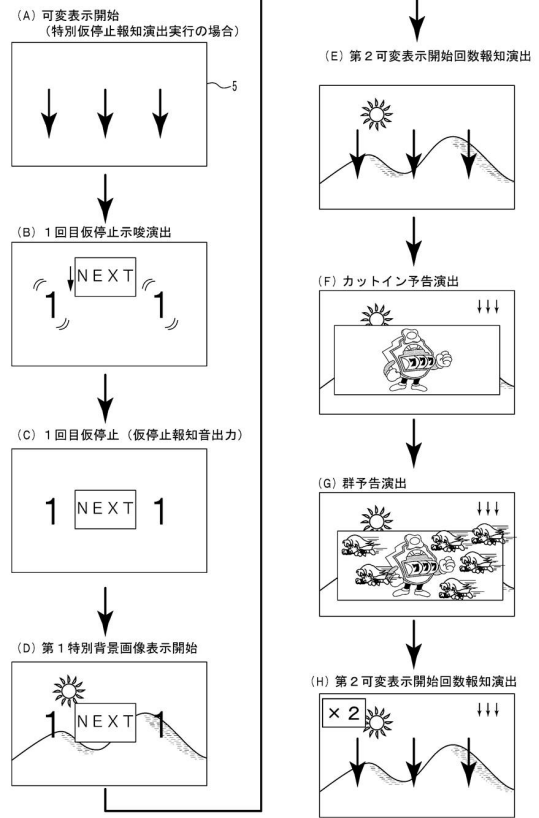 (A) 可変表示開始
(特別仮停止報知演出実行の場合)
5
(B) 1回目仮停止示唆演出
NEXT
1 1
(C) 1回目仮停止 (仮停止報知音出力)
1 NEXT 1
(D) 第1特別背景画像表示開始
1 NEXT 1
(E) 第2可変表示開始回数報知演出
(F) カットイン予告演出
777
(G) 群予告演出
777
(H) 第2可変表示開始回数報知演出
×2